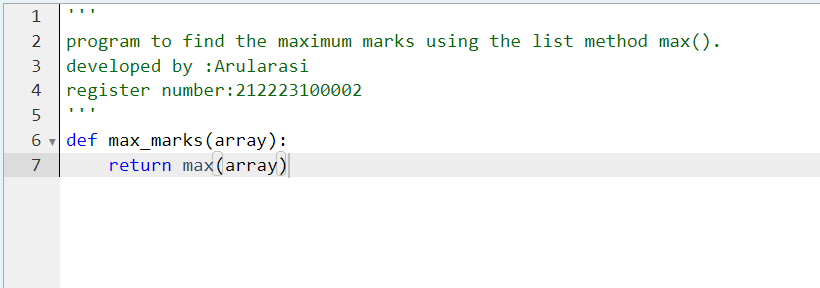 1 '''
2 program to find the maximum marks using the list method max().
3 developed by :Arularasi
4 register number:212223100002
5 '''
6 def max_marks(array):
7     return max(array)